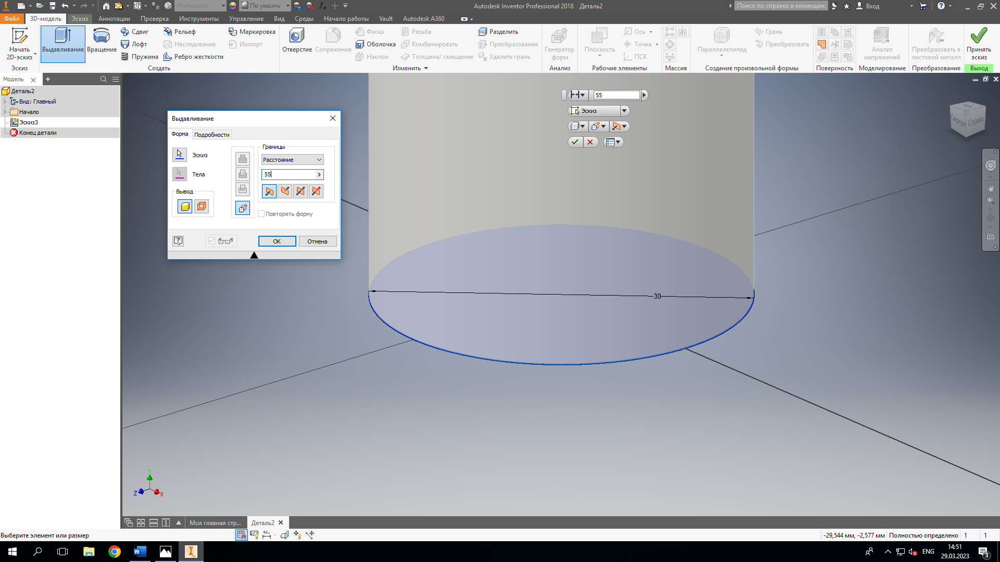 Материал
По умолча
Autodesk Inventor Professional 2018 Деталь2
Поиск по справке и командам.
Вход
Файл 3D-модель Эскиз Аннотации Проверка Инструменты Управление Вид Среды Начало работы Vault Autodesk A360
Начать
2D-эскиз
Эскиз
Выдавливание
Вращение
Сдвиг
Лофт
Пружина
Рельеф
Наследование
Ребро жесткости
Маркировка
Импорт
Создать
Отверстие
Сопряжение
Фаска
Оболочка
Наклон
Резьба
Комбинировать
Толщина/ смещение
Разделить
Преобразование
Удалить грань
Изменить
Генератор
форм
Анализ
Плоскость
Ось
Точка
ПСК
Рабочие элементы
Массив
Параллелепипед
Грань
Преобразовать
Создание произвольной формы
Поверхность
Анализ
напряжений
Моделирование
Преобразовать в
листовой металл
Преобразование
Принять
эскиз
Выход
Модель
Деталь2
Вид: Главный
Начало
Эскиз3
Конец детали
Выдавливание
Форма
Подробности
Эскиз
Тела
Вывод
Границы
Расстояние
55
Повторять форму
OK
Отмена
55
Эскиз
30
Спереди
Справа
Y
Z
X
Моя главная стр...
Деталь2
Выберите элемент или размер
-29,544 мм, -2,577 мм Полностью определено 1 1
ENG
14:51
29.03.2023
3